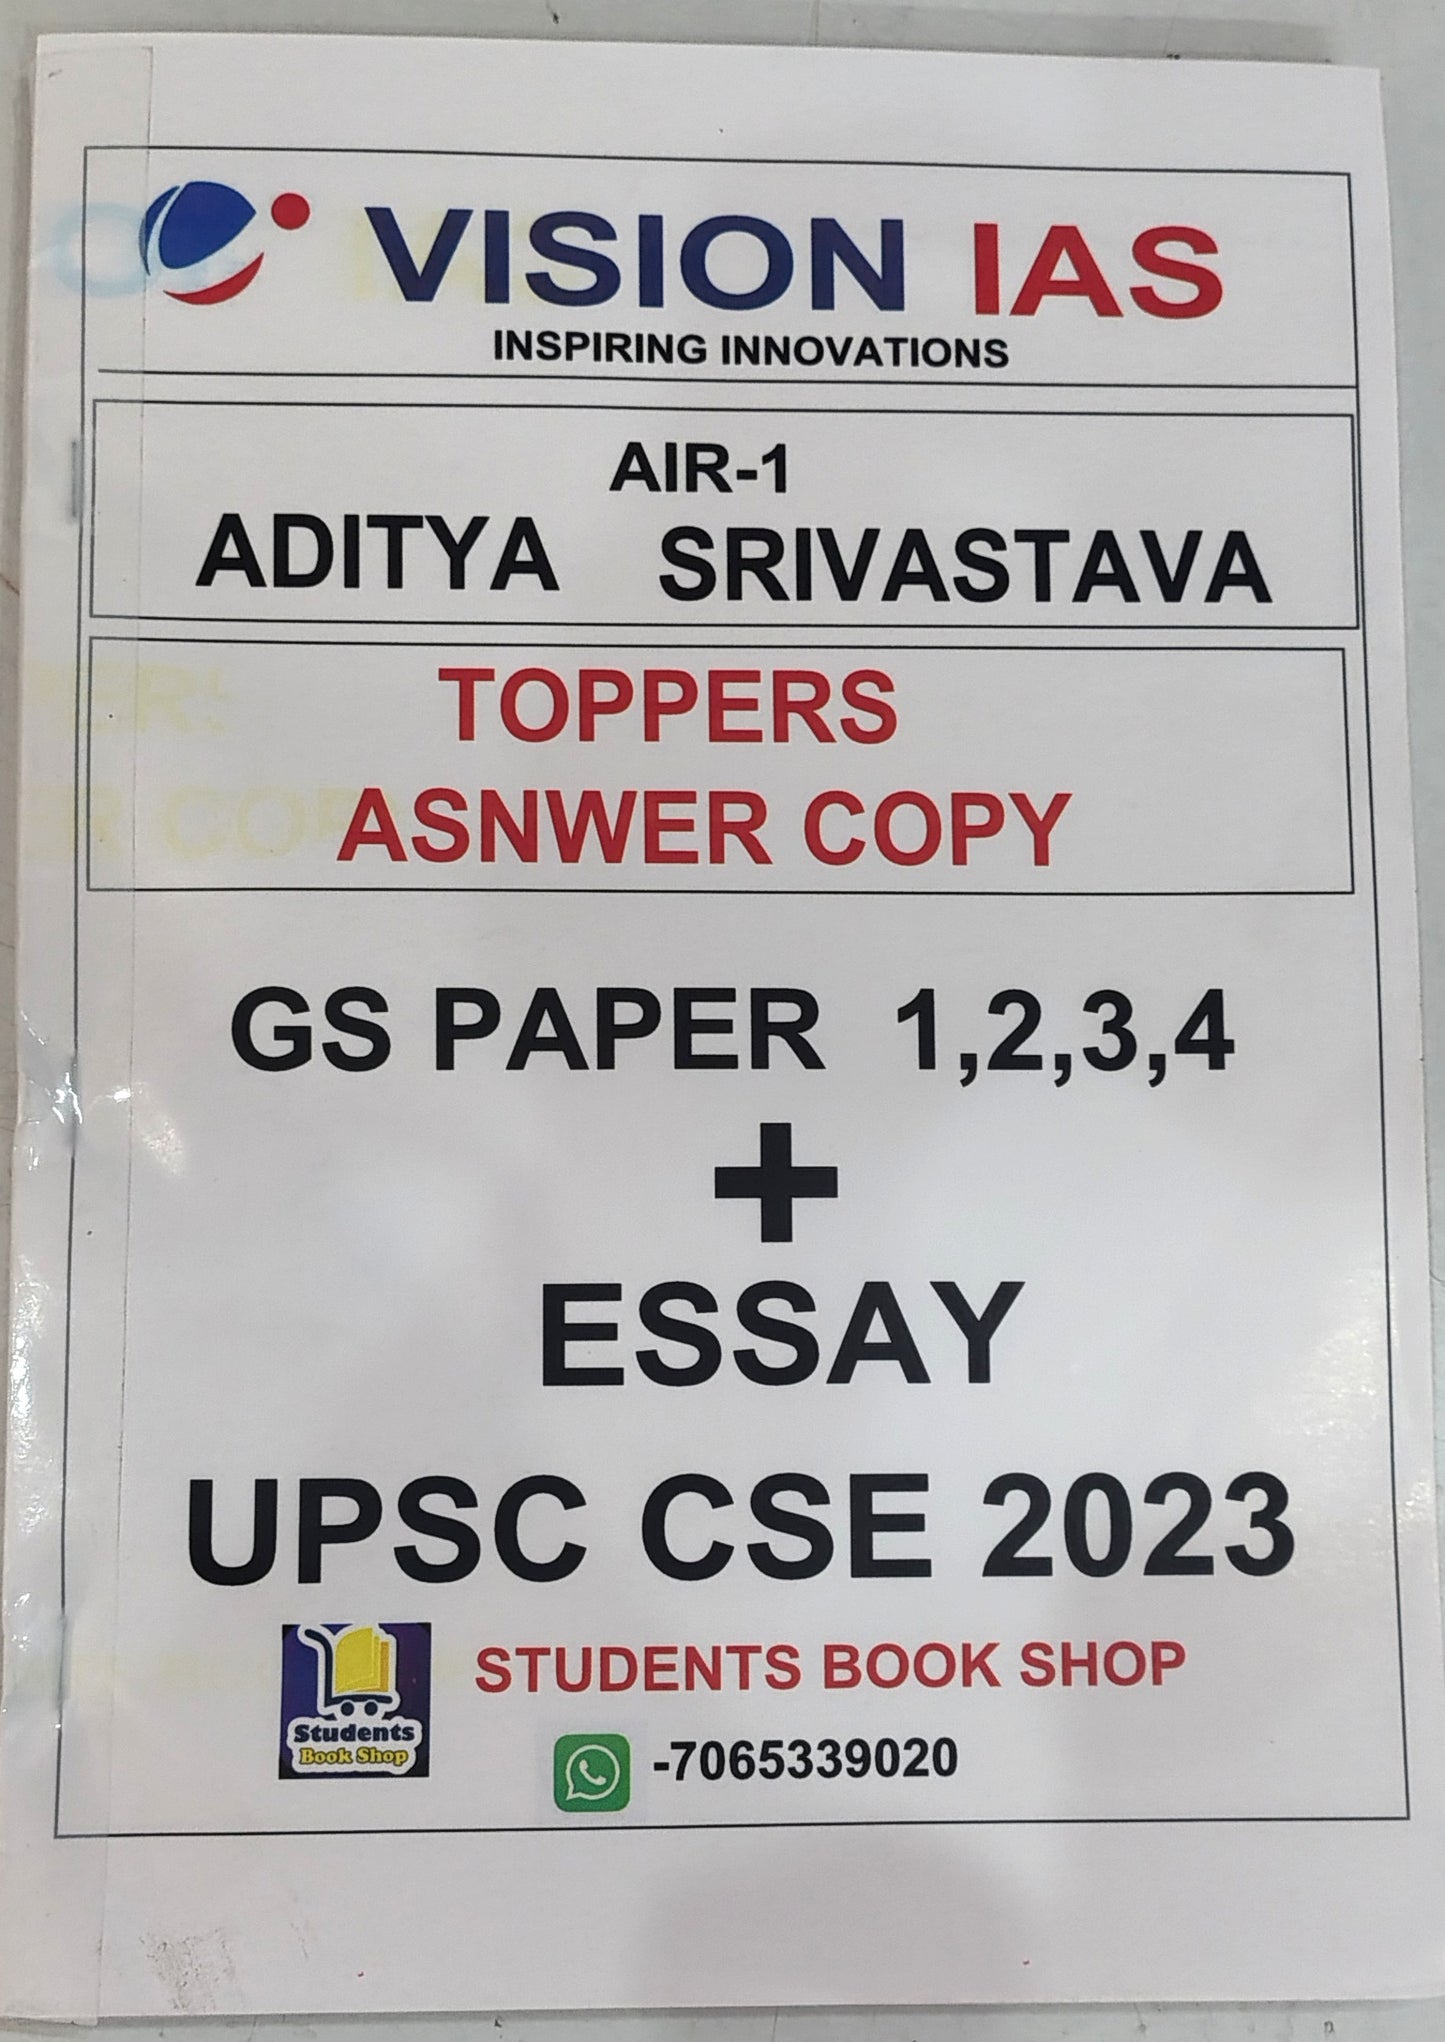 VISION IAS
INSPIRING INNOVATIONS
AIR-1
ADITYA SRIVASTAVA
TOPPERS
ASNWER COPY
GS PAPER 1,2,3,4
+
ESSAY
UPSC CSE 2023
Students
Book Shop
STUDENTS BOOK SHOP
-7065339020